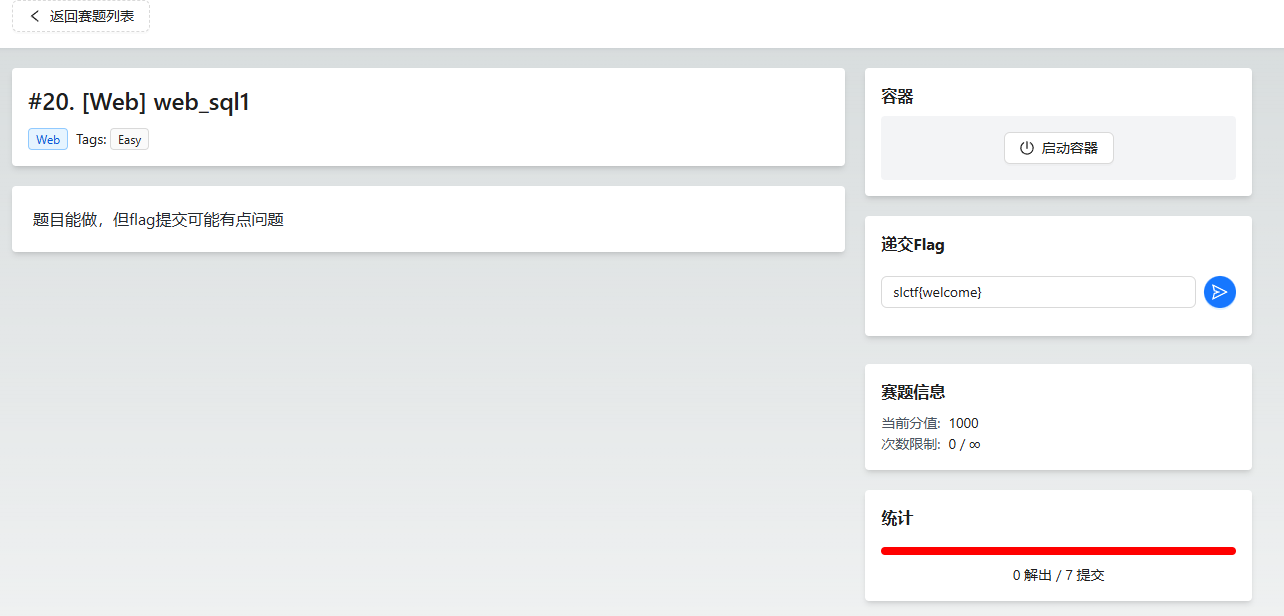 返回赛题列表
#20. [Web] web_sql1
Web Tags: Easy
题目能做，但flag提交可能有点问题
容器
启动容器
递交Flag
slctf{welcome}
赛题信息
当前分值: 1000
次数限制: 0 / ∞
统计
0 解出 / 7 提交